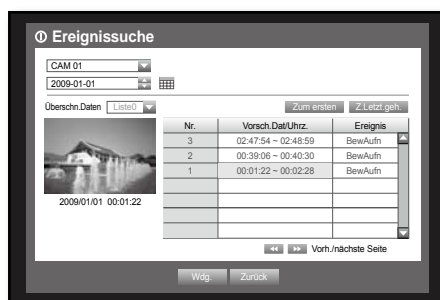 Ereignissuche
CAM 01
2009-01-01
Überschn.Daten Liste0 Zum ersten Z.Letzt.geh.
Nr. Vorsch.Dat/Uhrz. Ereignis
3 02:47:54 ~ 02:48:59 BewAufn
2 00:39:06 ~ 00:40:30 BewAufn
1 00:01:22 ~ 00:02:28 BewAufn
2009/01/01 00:01:22
Vorh./nächste Seite
Wdg. Zurück